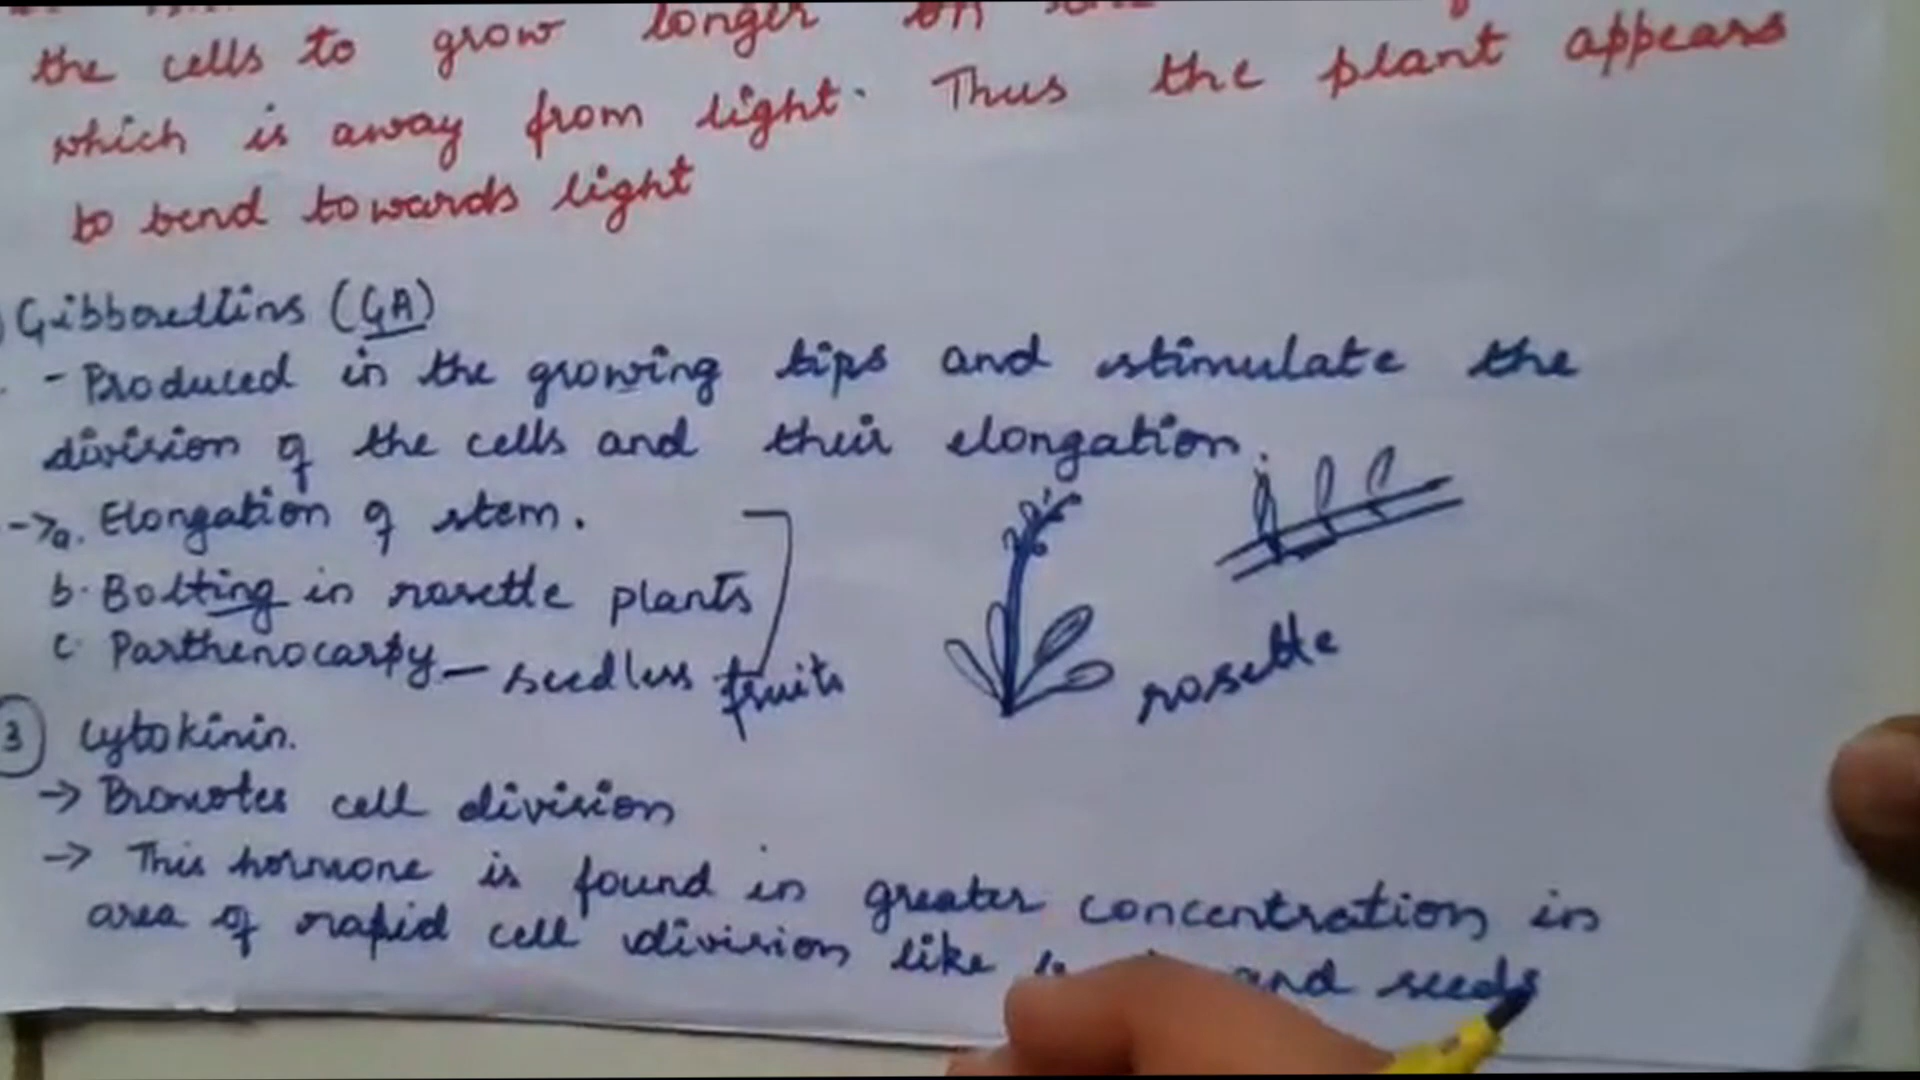 the cells to grow longer on
which is away from light. Thus the plant appears
to bend towards light
Gibberellins (GA)
- Produced in the growing tips and stimulate the
division of the cells and their elongation.
-> a. Elongation of stem.
b. Bolting in rosette plants
c. Parthenocarpy - seedless fruits
rosette
3 Cytokinin.
-> Promotes cell division
-> This hormone is found in greater concentration in
area of rapid cell division like and seeds